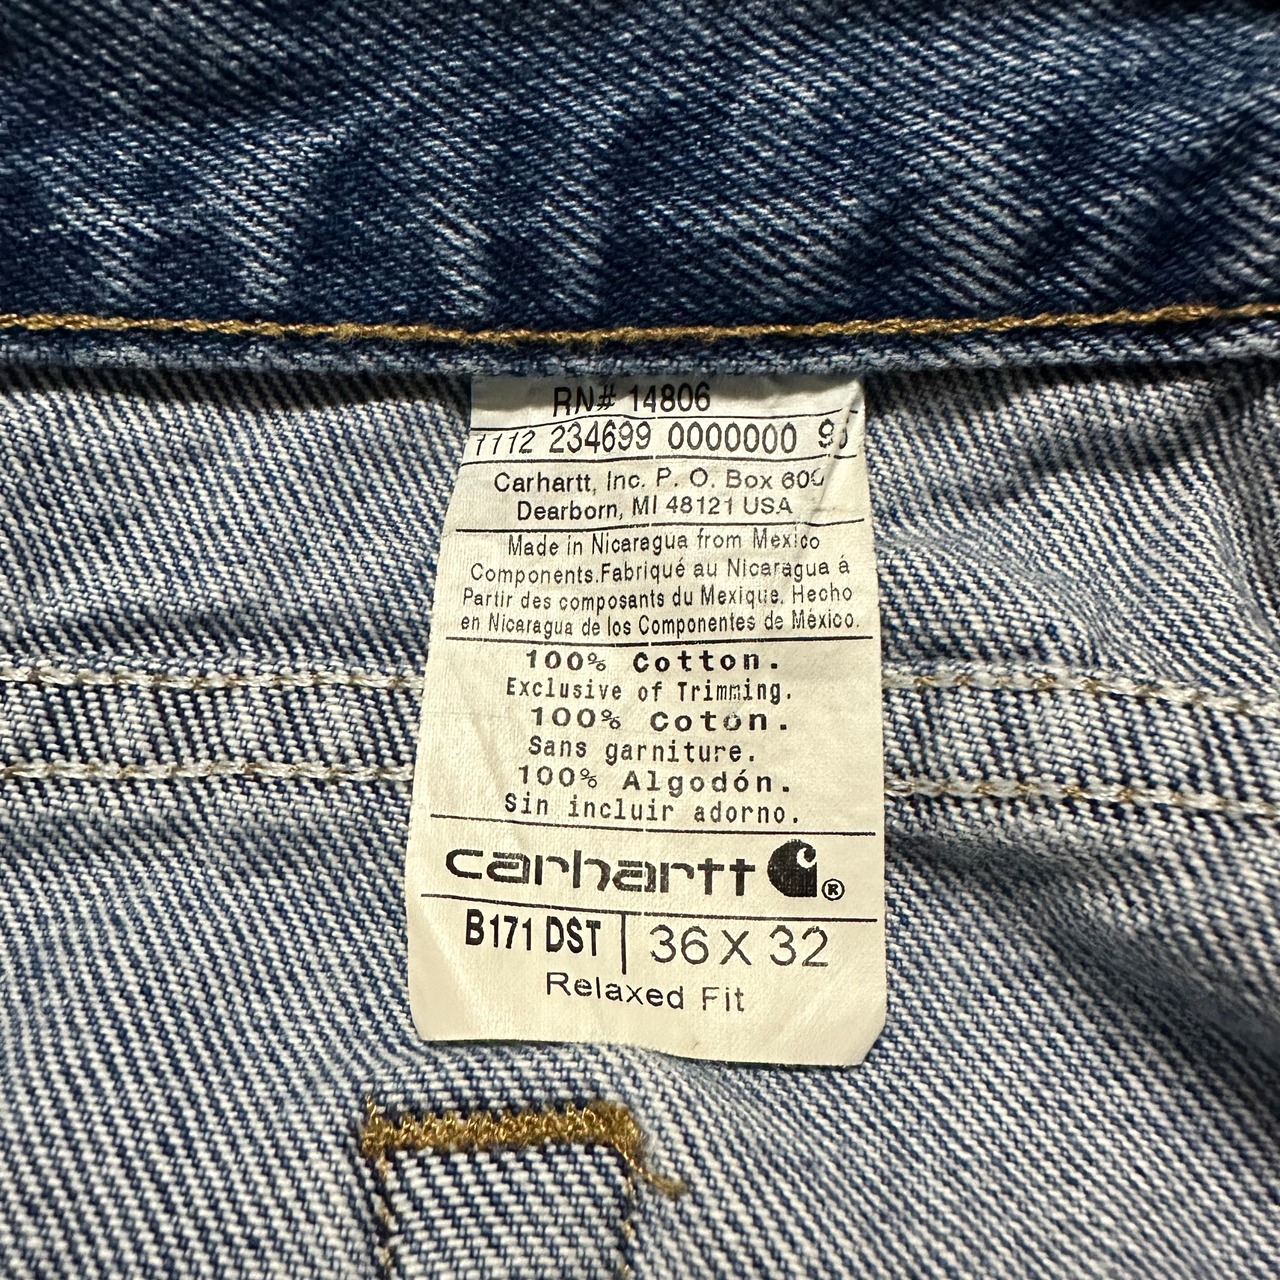 RN# 14806
1112 234699 0000000
Carhartt, Inc. P. O. Box
Dearborn, MI 48121 USA
Made in Nicaragua from Mexico
Components.Fabriqué au Nicaragua á
Partir des composants du Mexique. Hecho
en Nicaragua de los Componentes de México.
100% Cotton.
Exclusive of Trimming.
100% Coton.
Sans garniture.
100% Algodón.
Sin incluir adorno.
carhartt ®
B171 DST | 36 X 32
Relaxed Fit